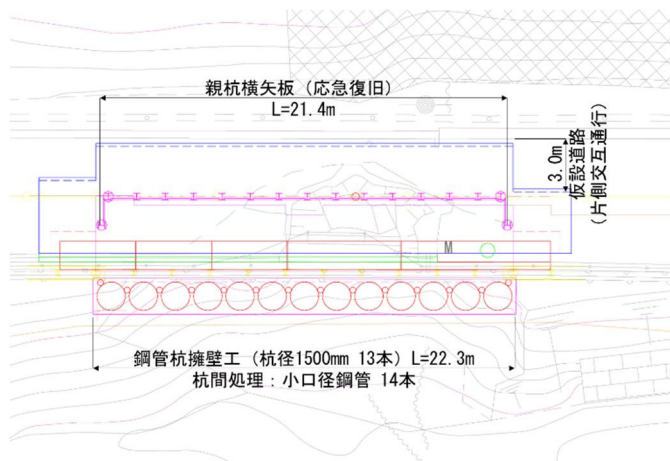 親杭横矢板（応急復旧）
L=21.4m
3.0m
仮設道路
（片側交互通行）
M
鋼管杭擁壁工（杭径1500mm 13本）L=22.3m
杭間処理：小口径鋼管 14本